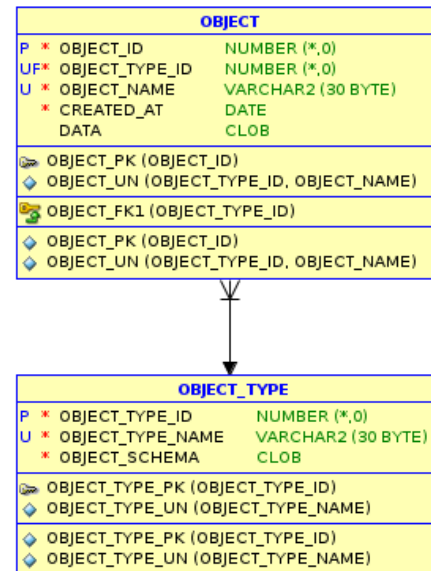 OBJECT
P * OBJECT_ID NUMBER (*,0)
UF* OBJECT_TYPE_ID NUMBER (*,0)
U * OBJECT_NAME VARCHAR2 (30 BYTE)
* CREATED_AT DATE
DATA CLOB
OBJECT_PK (OBJECT_ID)
OBJECT_UN (OBJECT_TYPE_ID, OBJECT_NAME)
OBJECT_FK1 (OBJECT_TYPE_ID)
OBJECT_PK (OBJECT_ID)
OBJECT_UN (OBJECT_TYPE_ID, OBJECT_NAME)
OBJECT_TYPE
P * OBJECT_TYPE_ID NUMBER (*,0)
U * OBJECT_TYPE_NAME VARCHAR2 (30 BYTE)
* OBJECT_SCHEMA CLOB
OBJECT_TYPE_PK (OBJECT_TYPE_ID)
OBJECT_TYPE_UN (OBJECT_TYPE_NAME)
OBJECT_TYPE_PK (OBJECT_TYPE_ID)
OBJECT_TYPE_UN (OBJECT_TYPE_NAME)